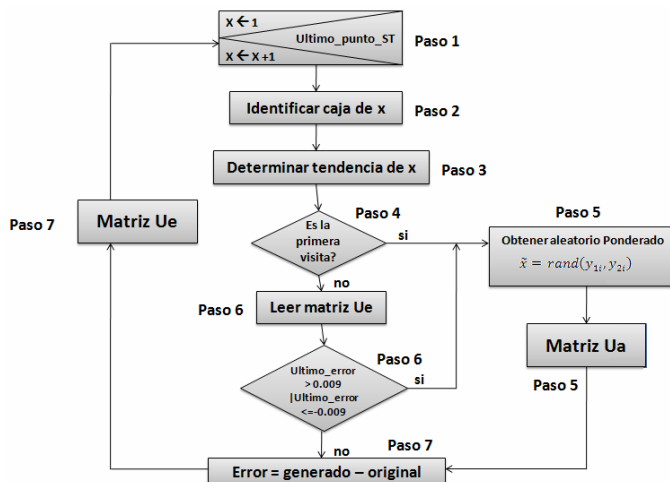 X ← 1
Ultimo_punto_ST
X ← X +1
Paso 1
Identificar caja de x
Paso 2
Determinar tendencia de x
Paso 3
Paso 4
Es la
primera
visita?
si
no
Paso 5
Obtener aleatorio Ponderado
x̃ = rand(y₁ᵢ, y₂ᵢ)
Matriz Ua
Paso 5
Leer matriz Ue
Paso 6
Paso 6
Ultimo_error
> 0.009
|Ultimo_error
<=-0.009
si
no
Paso 7
Error = generado – original
Paso 7
Matriz Ue